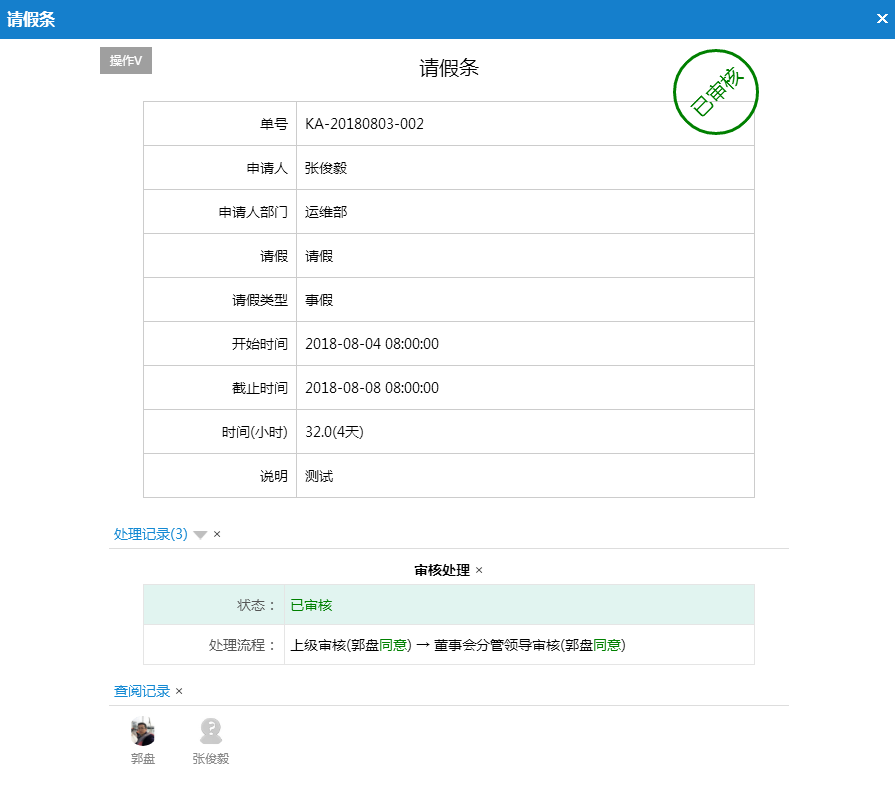 请假条 ×
操作V
请假条
已审核
单号 KA-20180803-002
申请人 张俊毅
申请人部门 运维部
请假 请假
请假类型 事假
开始时间 2018-08-04 08:00:00
截止时间 2018-08-08 08:00:00
时间(小时) 32.0(4天)
说明 测试
处理记录(3) ×
审核处理 ×
状态： 已审核
处理流程： 上级审核(郭盘同意) → 董事会分管领导审核(郭盘同意)
查阅记录 ×
郭盘 张俊毅